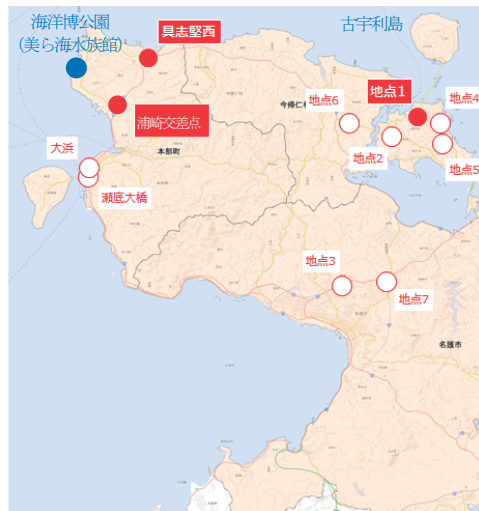 海洋博公園
(美ら海水族館)
具志堅西
古宇利島
地点1
地点4
地点6
今帰仁村
浦崎交差点
地点2
地点5
大浜
本部町
瀬底大橋
地点3
地点7
名護市